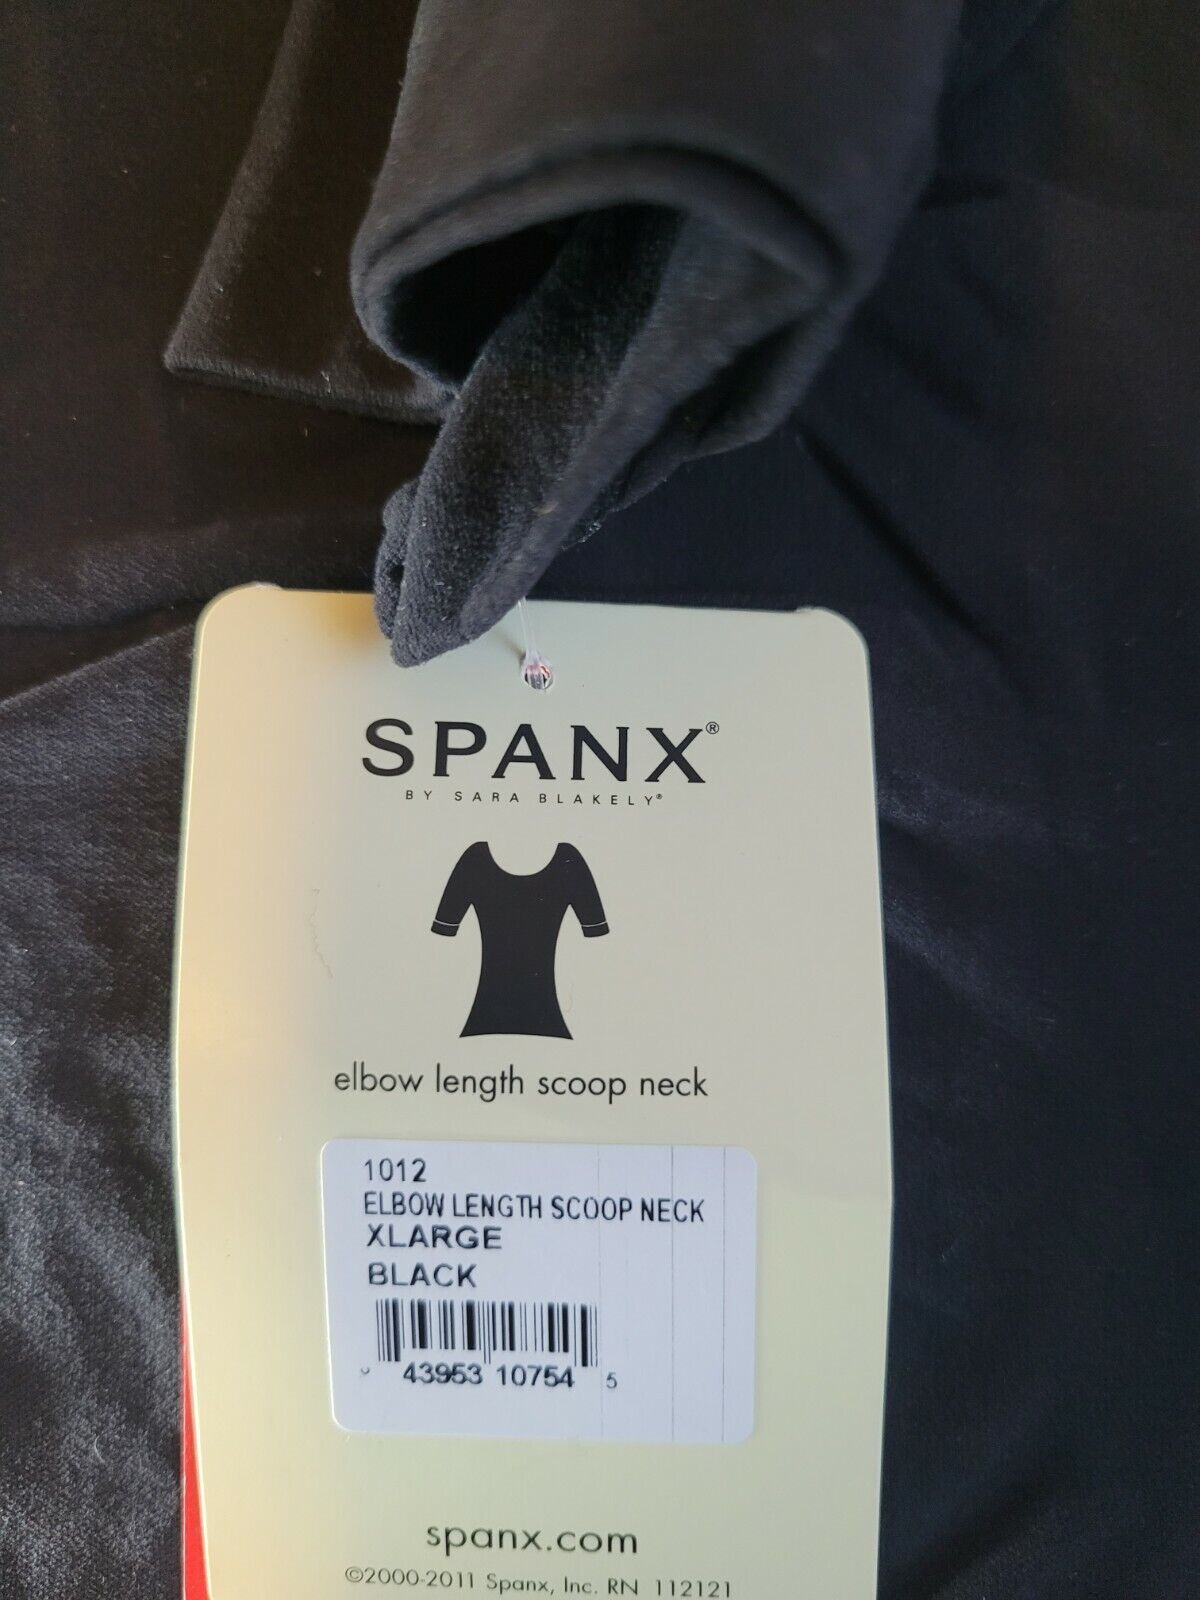 SPANX®
BY SARA BLAKELY®
elbow length scoop neck
1012
ELBOW LENGTH SCOOP NECK
XLARGE
BLACK
43953 10754 5
spanx.com
©2000-2011 Spanx, Inc. RN 112121